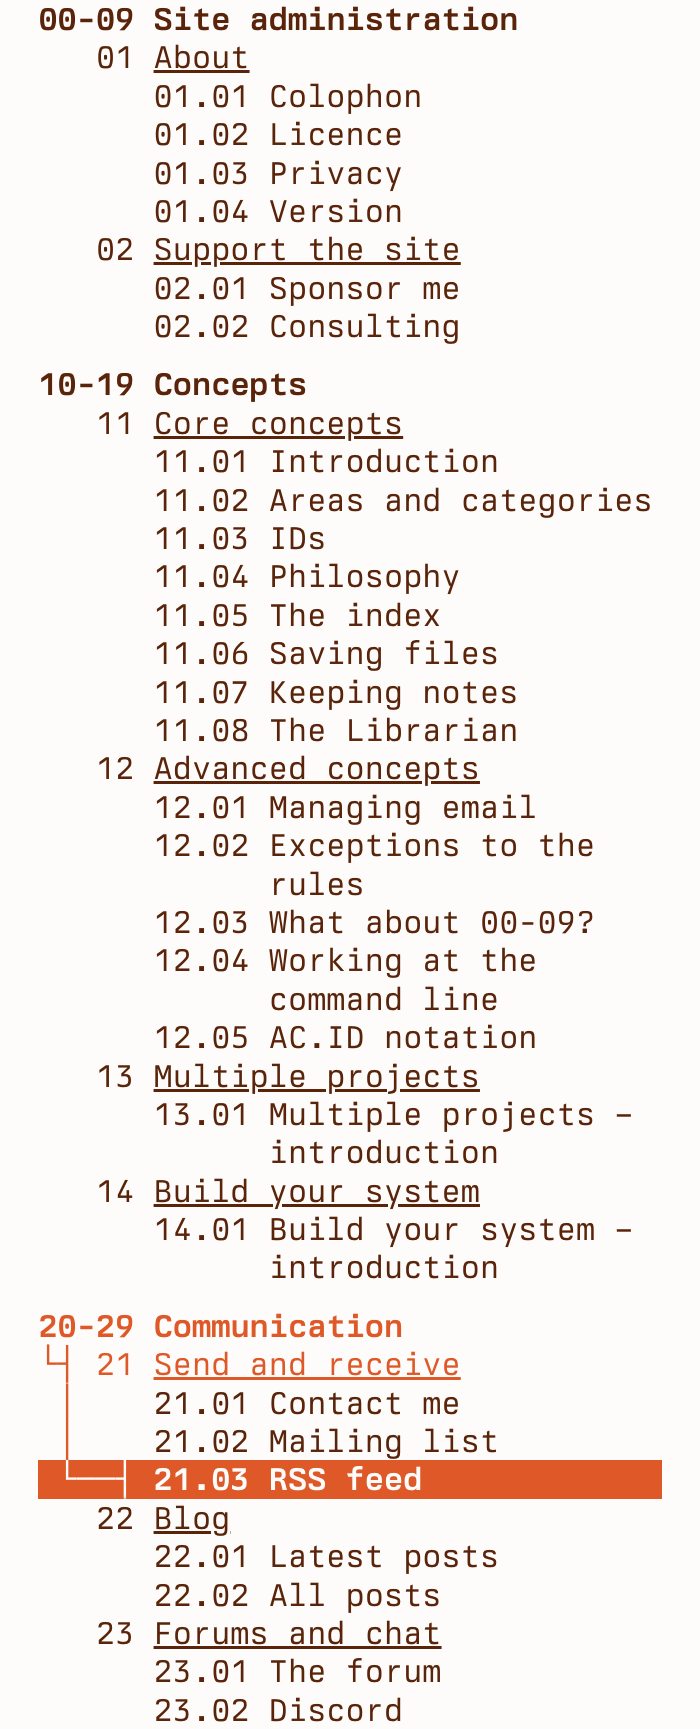 00-09 Site administration
01 About
01.01 Colophon
01.02 Licence
01.03 Privacy
01.04 Version
02 Support the site
02.01 Sponsor me
02.02 Consulting
10-19 Concepts
11 Core concepts
11.01 Introduction
11.02 Areas and categories
11.03 IDs
11.04 Philosophy
11.05 The index
11.06 Saving files
11.07 Keeping notes
11.08 The Librarian
12 Advanced concepts
12.01 Managing email
12.02 Exceptions to the
rules
12.03 What about 00-09?
12.04 Working at the
command line
12.05 AC.ID notation
13 Multiple projects
13.01 Multiple projects –
introduction
14 Build your system
14.01 Build your system –
introduction
20-29 Communication
21 Send and receive
21.01 Contact me
21.02 Mailing list
21.03 RSS feed
22 Blog
22.01 Latest posts
22.02 All posts
23 Forums and chat
23.01 The forum
23.02 Discord